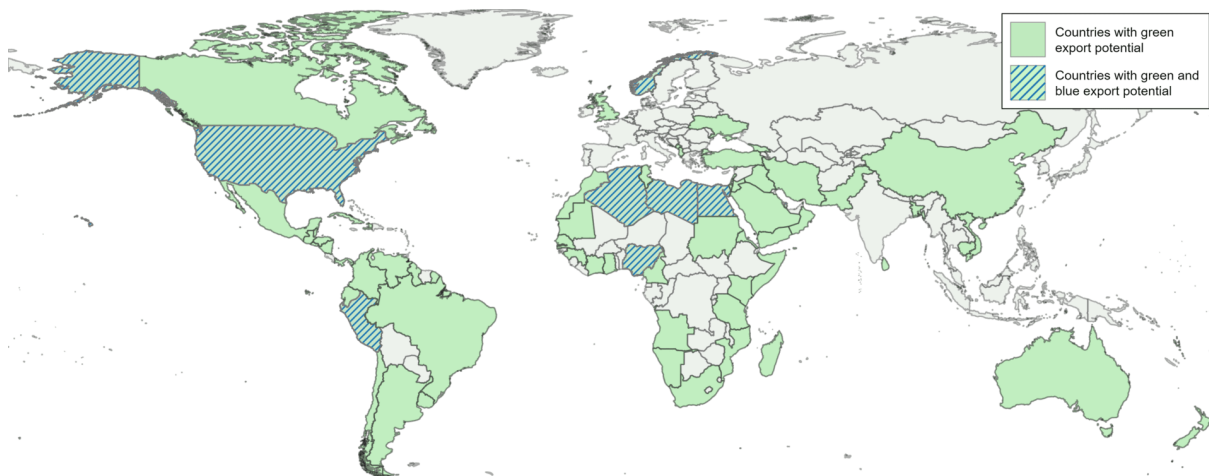 Countries with green
export potential
Countries with green and
blue export potential